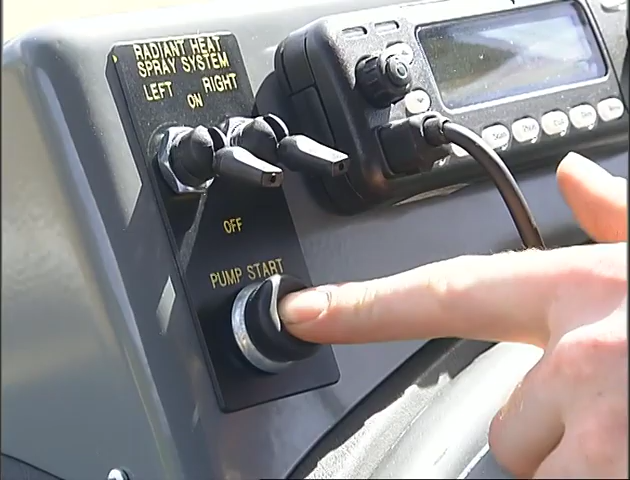 RADIANT HEAT
SPRAY SYSTEM
LEFT RIGHT
ON
OFF
PUMP START